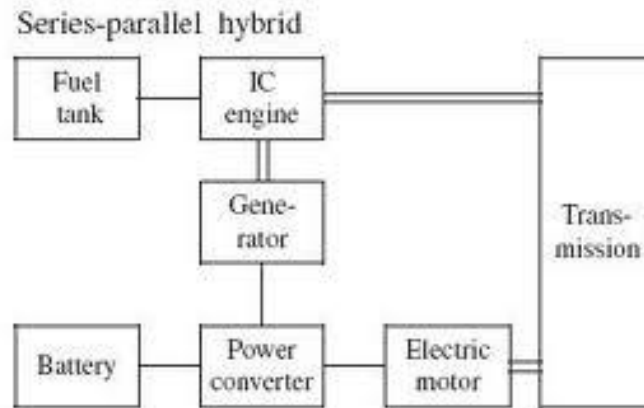 Series-parallel hybrid
Fuel
tank
IC
engine
Gene-
rator
Trans-
mission
Battery
Power
converter
Electric
motor